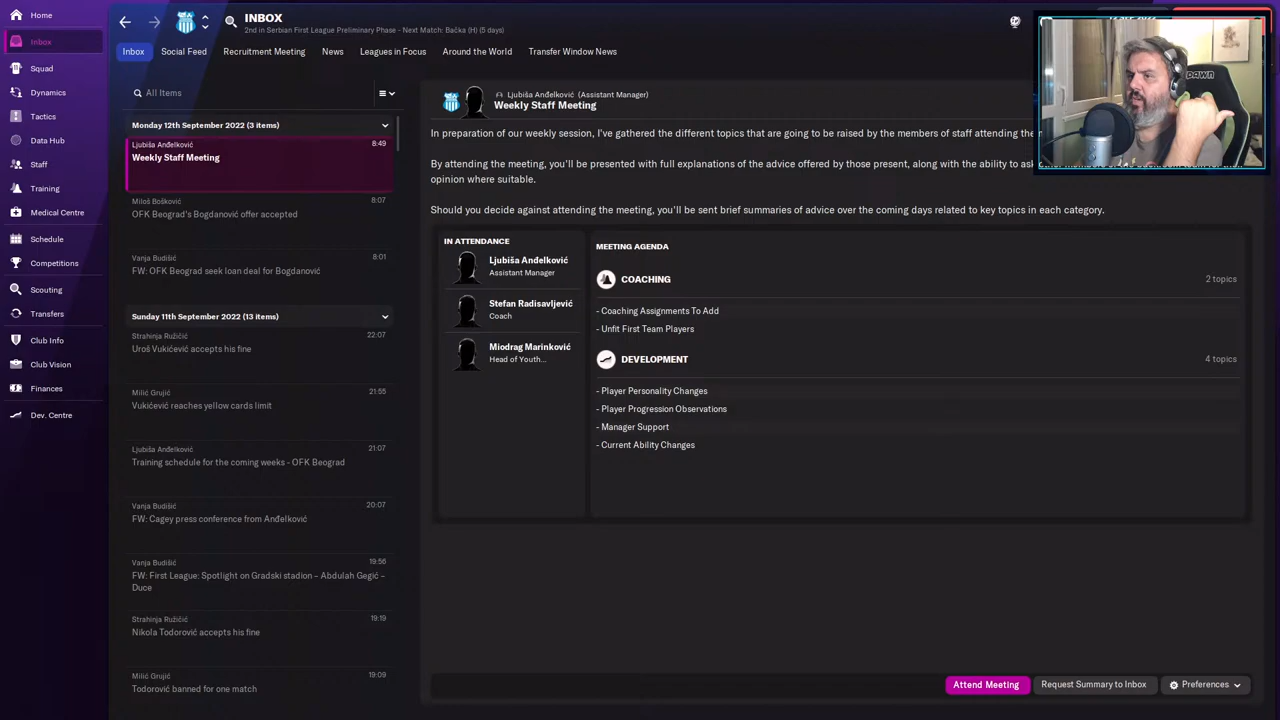 Home
Inbox
Squad
Dynamics
Tactics
Data Hub
Staff
Training
Medical Centre
Schedule
Competitions
Scouting
Transfers
Club Info
Club Vision
Finances
Dev. Centre
INBOX
2nd in Serbian First League Preliminary Phase - Next Match: Bačka (H) (5 days)
Inbox
Social Feed
Recruitment Meeting
News
Leagues in Focus
Around the World
Transfer Window News
All Items
Monday 12th September 2022 (3 items)
Ljubiša Anđelković
8:49
Weekly Staff Meeting
Miloš Bošković
8:07
OFK Beograd's Bogdanović offer accepted
Vanja Budišić
8:01
FW: OFK Beograd seek loan deal for Bogdanović
Sunday 11th September 2022 (13 items)
Strahinja Ružičić
22:07
Uroš Vukićević accepts his fine
Milić Grujić
21:55
Vukićević reaches yellow cards limit
Ljubiša Anđelković
21:07
Training schedule for the coming weeks - OFK Beograd
Vanja Budišić
20:07
FW: Cagey press conference from Anđelković
Vanja Budišić
19:56
FW: First League: Spotlight on Gradski stadion – Abdulah Gegić –
Duce
Strahinja Ružičić
19:19
Nikola Todorović accepts his fine
Milić Grujić
19:09
Todorović banned for one match
Ljubiša Anđelković (Assistant Manager)
Weekly Staff Meeting
In preparation of our weekly session, I've gathered the different topics that are going to be raised by the members of staff attending the
By attending the meeting, you'll be presented with full explanations of the advice offered by those present, along with the ability to ask
opinion where suitable.
Should you decide against attending the meeting, you'll be sent brief summaries of advice over the coming days related to key topics in each category.
IN ATTENDANCE
Ljubiša Anđelković
Assistant Manager
Stefan Radisavljević
Coach
Miodrag Marinković
Head of Youth...
MEETING AGENDA
COACHING
2 topics
- Coaching Assignments To Add
- Unfit First Team Players
DEVELOPMENT
4 topics
- Player Personality Changes
- Player Progression Observations
- Manager Support
- Current Ability Changes
Attend Meeting
Request Summary to Inbox
Preferences